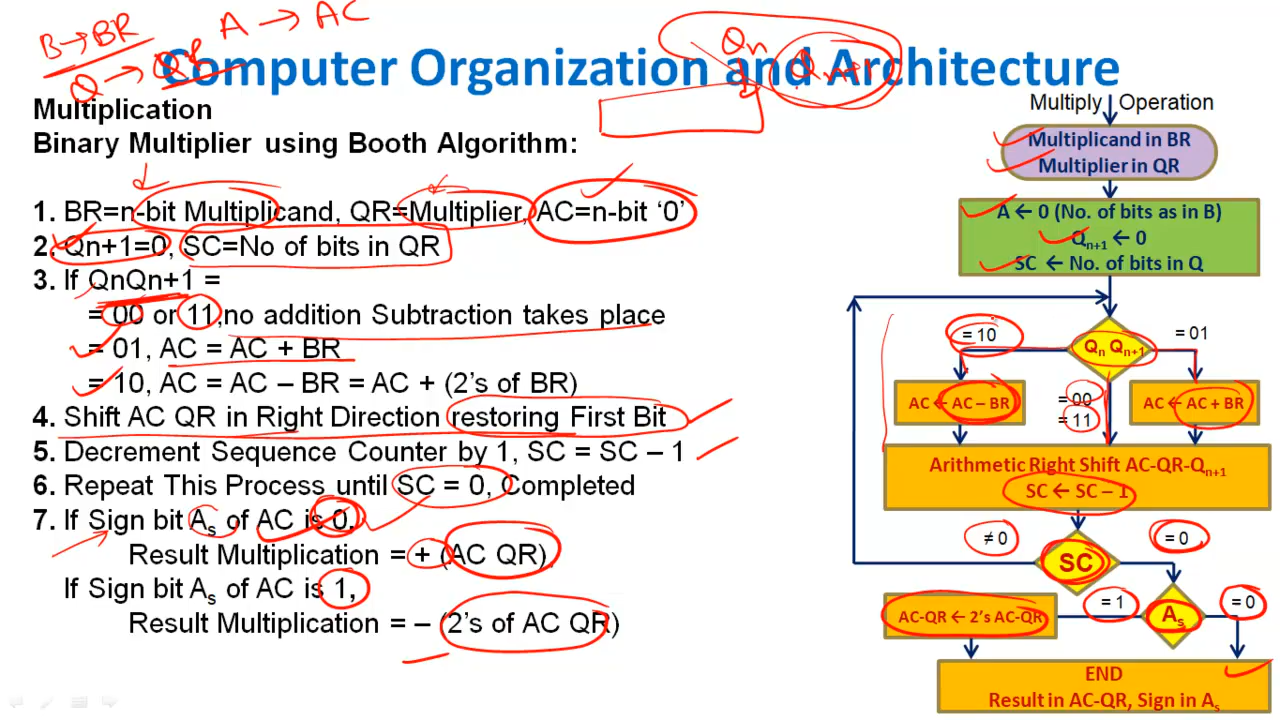 B → BR
A → AC
Q → QR
Qn
Qn+1
Computer Organization and Architecture
Multiplication
Binary Multiplier using Booth Algorithm:
1. BR=n-bit Multiplicand, QR=Multiplier, AC=n-bit ‘0’
2. Qn+1=0, SC=No of bits in QR
3. If QnQn+1 =
= 00 or 11,no addition Subtraction takes place
= 01, AC = AC + BR
= 10, AC = AC – BR = AC + (2’s of BR)
4. Shift AC QR in Right Direction restoring First Bit
5. Decrement Sequence Counter by 1, SC = SC – 1
6. Repeat This Process until SC = 0, Completed
7. If Sign bit As of AC is 0,
Result Multiplication = + (AC QR)
If Sign bit As of AC is 1,
Result Multiplication = – (2’s of AC QR)
Multiply Operation
Multiplicand in BR
Multiplier in QR
A ← 0 (No. of bits as in B)
Qn+1 ← 0
SC ← No. of bits in Q
= 10
Qn Qn+1
= 01
AC ← AC – BR
= 00
= 11
AC ← AC + BR
Arithmetic Right Shift AC-QR-Qn+1
SC ← SC – 1
≠ 0
SC
= 0
AC-QR ← 2’s AC-QR
= 1
As
= 0
END
Result in AC-QR, Sign in As